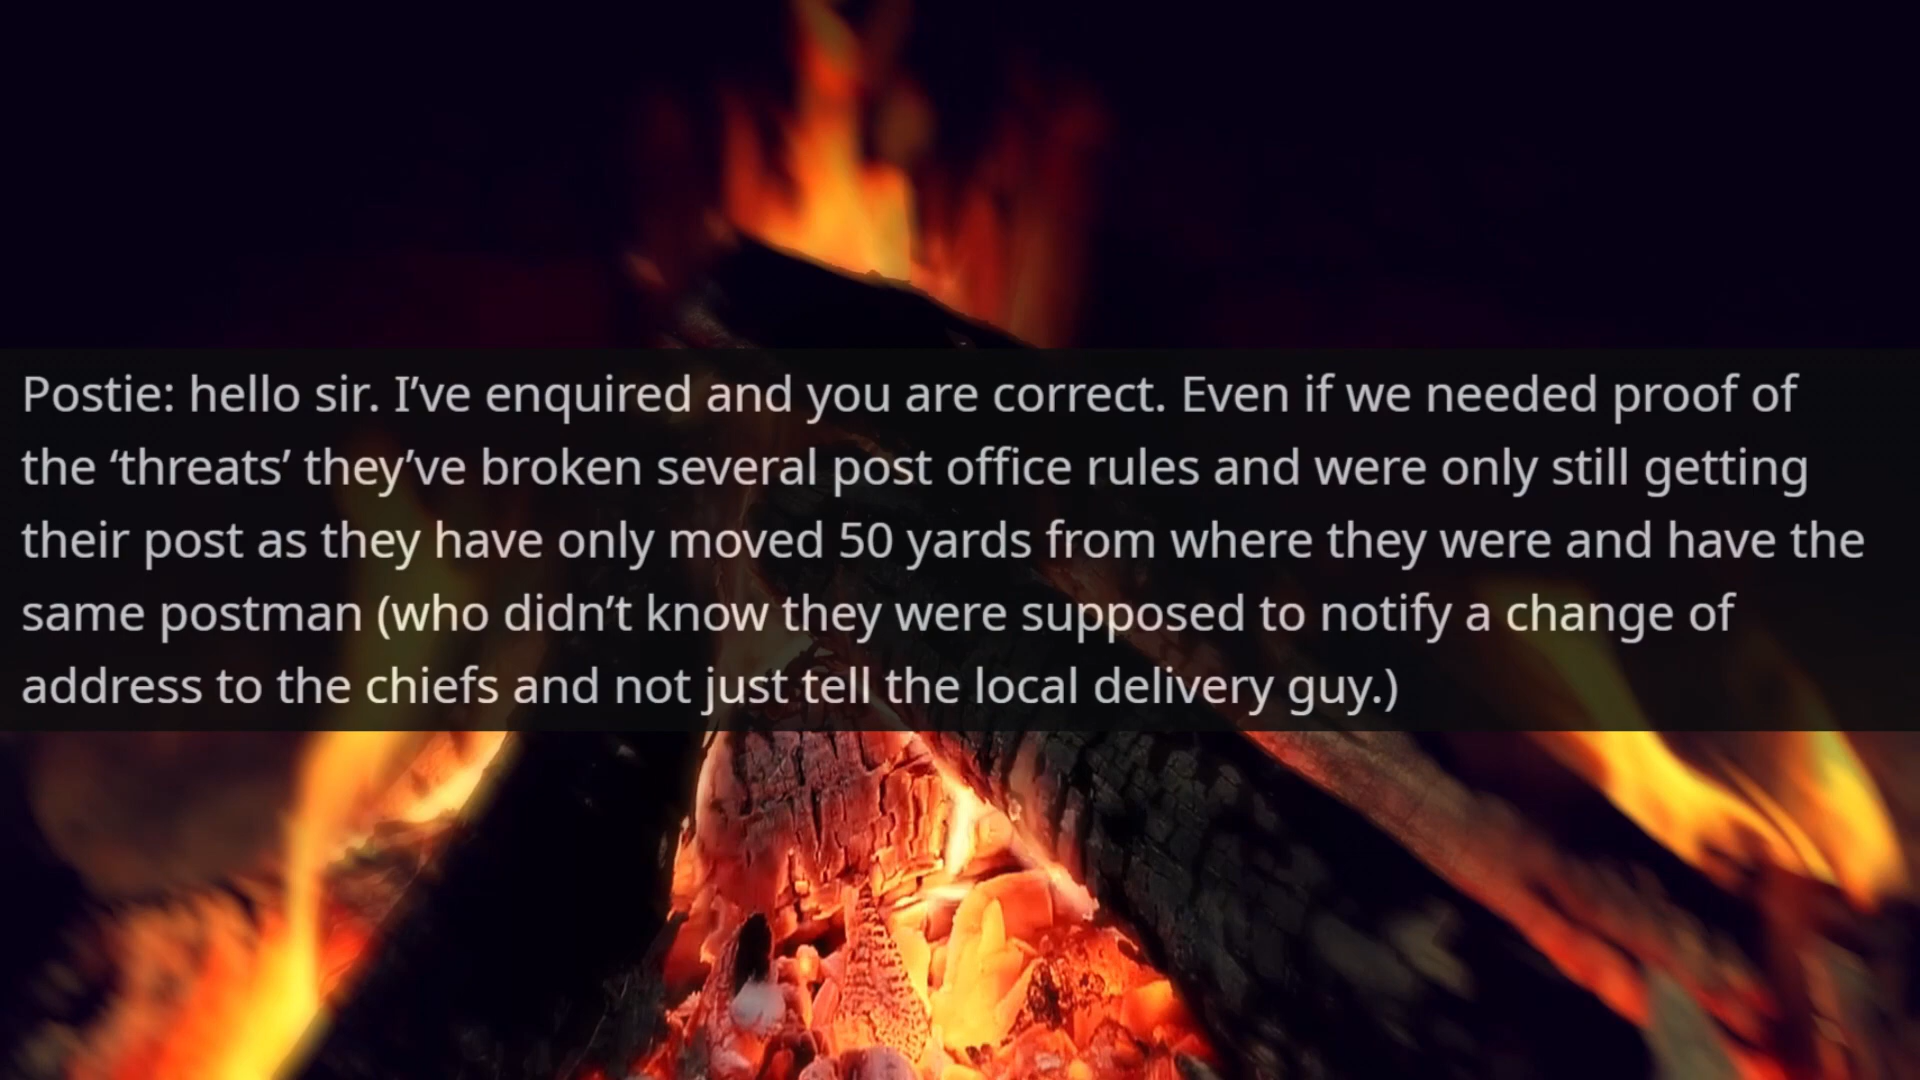 Postie: hello sir. I’ve enquired and you are correct. Even if we needed proof of
the ‘threats’ they’ve broken several post office rules and were only still getting
their post as they have only moved 50 yards from where they were and have the
same postman (who didn’t know they were supposed to notify a change of
address to the chiefs and not just tell the local delivery guy.)